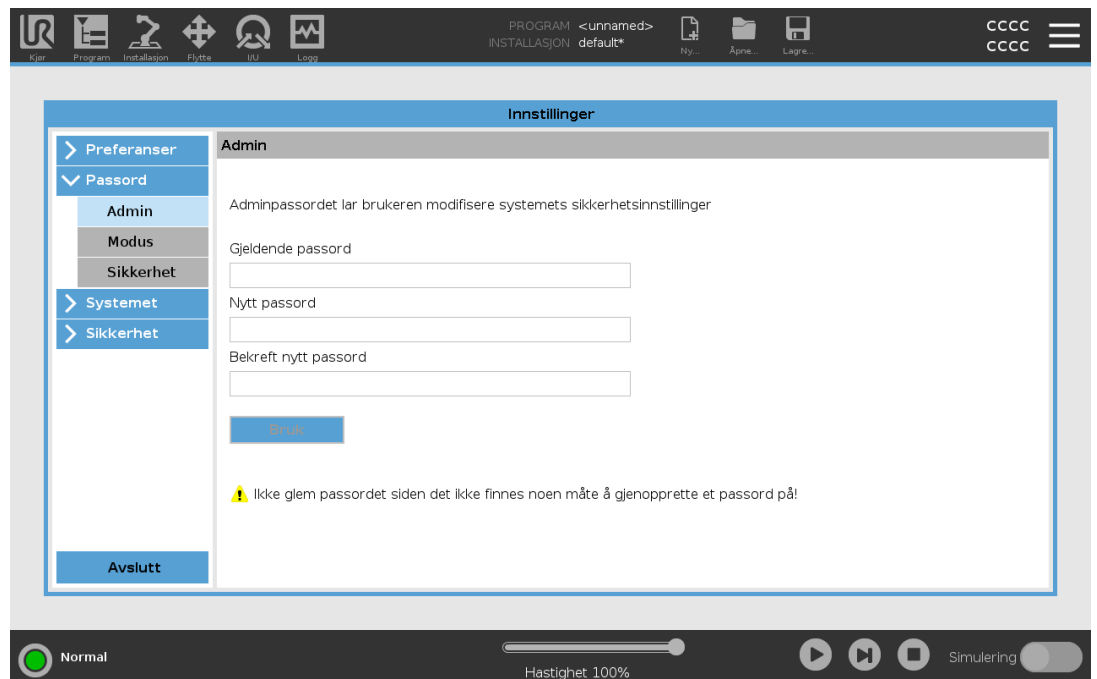 PROGRAM <unnamed>
INSTALLASJON default*
CCCC
CCCC
Kjør Program Installasjon Flytte I/U Logg Ny... Åpne... Lagre...
Innstillinger
Preferanser
Passord
Admin
Modus
Sikkerhet
Systemet
Sikkerhet
Avslutt
Admin
Adminpassordet lar brukeren modifisere systemets sikkerhetsinnstillinger
Gjeldende passord
Nytt passord
Bekreft nytt passord
Bruk
Ikke glem passordet siden det ikke finnes noen måte å gjenopprette et passord på!
Normal
Hastighet 100%
Simulering